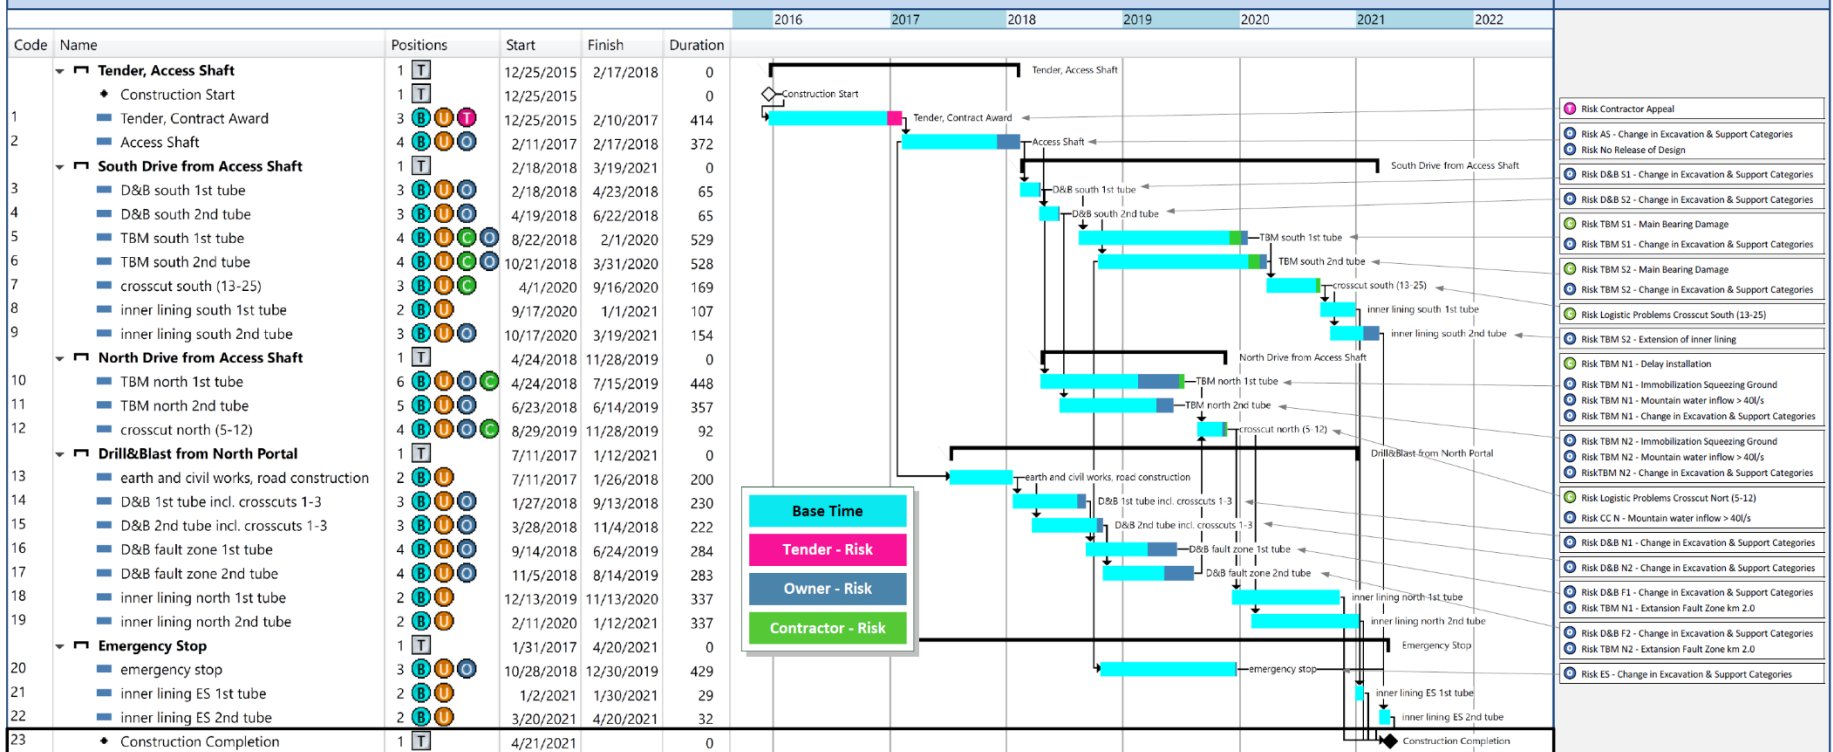 2016 2017 2018 2019 2020 2021 2022
Code Name Positions Start Finish Duration
Tender, Access Shaft 1 T 12/25/2015 2/17/2018 0 Tender, Access Shaft
Construction Start 1 T 12/25/2015 0 Construction Start
1 Tender, Contract Award 3 B U T 12/25/2015 2/10/2017 414 Tender, Contract Award
2 Access Shaft 4 B U O 2/11/2017 2/17/2018 372 Access Shaft
South Drive from Access Shaft 1 T 2/18/2018 3/19/2021 0 South Drive from Access Shaft
3 D&B south 1st tube 3 B U O 2/18/2018 4/23/2018 65 D&B south 1st tube
4 D&B south 2nd tube 3 B U O 4/19/2018 6/22/2018 65 D&B south 2nd tube
5 TBM south 1st tube 4 B U C O 8/22/2018 2/1/2020 529 TBM south 1st tube
6 TBM south 2nd tube 4 B U C O 10/21/2018 3/31/2020 528 TBM south 2nd tube
7 crosscut south (13-25) 3 B U C 4/1/2020 9/16/2020 169 crosscut south (13-25)
8 inner lining south 1st tube 2 B U 9/17/2020 1/1/2021 107 inner lining south 1st tube
9 inner lining south 2nd tube 3 B U O 10/17/2020 3/19/2021 154 inner lining south 2nd tube
North Drive from Access Shaft 1 T 4/24/2018 11/28/2019 0 North Drive from Access Shaft
10 TBM north 1st tube 6 B U O C 4/24/2018 7/15/2019 448 TBM north 1st tube
11 TBM north 2nd tube 5 B U O 6/23/2018 6/14/2019 357 TBM north 2nd tube
12 crosscut north (5-12) 4 B U O C 8/29/2019 11/28/2019 92 crosscut north (5-12)
Drill&Blast from North Portal 1 T 7/11/2017 1/12/2021 0 Drill&Blast from North Portal
13 earth and civil works, road construction 2 B U 7/11/2017 1/26/2018 200 earth and civil works, road construction
14 D&B 1st tube incl. crosscuts 1-3 3 B U O 1/27/2018 9/13/2018 230 D&B 1st tube incl. crosscuts 1-3
15 D&B 2nd tube incl. crosscuts 1-3 3 B U O 3/28/2018 11/4/2018 222 D&B 2nd tube incl. crosscuts 1-3
16 D&B fault zone 1st tube 4 B U O 9/14/2018 6/24/2019 284 D&B fault zone 1st tube
17 D&B fault zone 2nd tube 4 B U O 11/5/2018 8/14/2019 283 D&B fault zone 2nd tube
18 inner lining north 1st tube 2 B U 12/13/2019 11/13/2020 337 inner lining north 1st tube
19 inner lining north 2nd tube 2 B U 2/11/2020 1/12/2021 337 inner lining north 2nd tube
Emergency Stop 1 T 1/31/2017 4/20/2021 0 Emergency Stop
20 emergency stop 3 B U O 10/28/2018 12/30/2019 429 emergency stop
21 inner lining ES 1st tube 2 B U 1/2/2021 1/30/2021 29 inner lining ES 1st tube
22 inner lining ES 2nd tube 2 B U 3/20/2021 4/20/2021 32 inner lining ES 2nd tube
23 Construction Completion 1 T 4/21/2021 0 Construction Completion
Base Time
Tender - Risk
Owner - Risk
Contractor - Risk
T Risk Contractor Appeal
O Risk AS - Change in Excavation & Support Categories
O Risk No Release of Design
O Risk D&B S1 - Change in Excavation & Support Categories
O Risk D&B S2 - Change in Excavation & Support Categories
C Risk TBM S1 - Main Bearing Damage
O Risk TBM S1 - Change in Excavation & Support Categories
C Risk TBM S2 - Main Bearing Damage
O Risk TBM S2 - Change in Excavation & Support Categories
C Risk Logistic Problems Crosscut South (13-25)
O Risk TBM S2 - Extension of inner lining
C Risk TBM N1 - Delay installation
O Risk TBM N1 - Immobilization Squeezing Ground
O Risk TBM N1 - Mountain water inflow > 40l/s
O Risk TBM N1 - Change in Excavation & Support Categories
O Risk TBM N2 - Immobilization Squeezing Ground
O Risk TBM N2 - Mountain water inflow > 40l/s
O RiskTBM N2 - Change in Excavation & Support Categories
C Risk Logistic Problems Crosscut Nort (5-12)
O Risk CC N - Mountain water inflow > 40l/s
O Risk D&B N1 - Change in Excavation & Support Categories
O Risk D&B N2 - Change in Excavation & Support Categories
O Risk D&B F1 - Change in Excavation & Support Categories
O Risk TBM N1 - Extansion Fault Zone km 2.0
O Risk D&B F2 - Change in Excavation & Support Categories
O Risk TBM N2 - Extansion Fault Zone km 2.0
O Risk ES - Change in Excavation & Support Categories